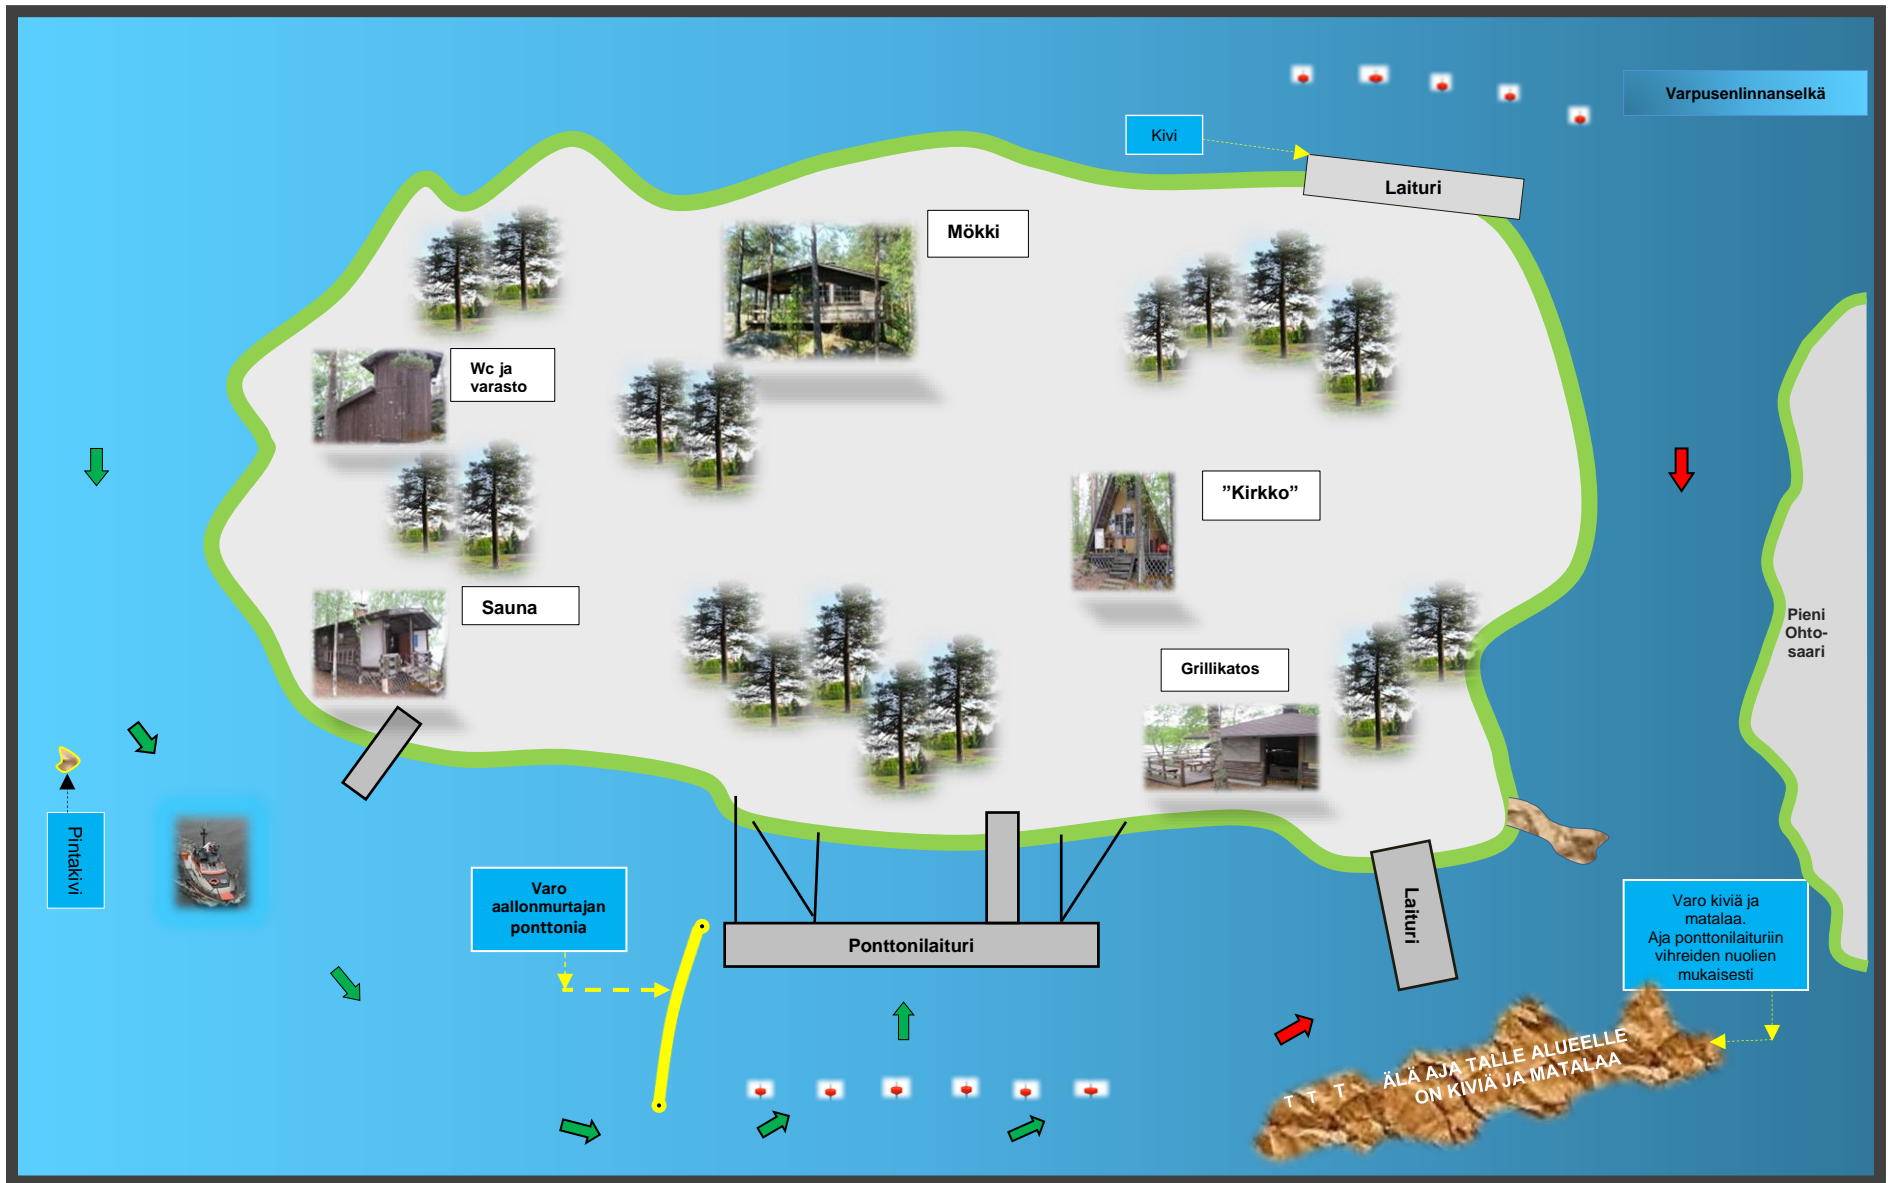 Varpusenlinnanselkä
Kivi
Laituri
Mökki
Wc ja
varasto
”Kirkko”
Sauna
Pieni
Ohto-
saari
Grillikatos
Pintakivi
Varo
aallonmurtajan
ponttonia
Ponttonilaituri
Laituri
Varo kiviä ja
matalaa.
Aja ponttonilaituriin
vihreiden nuolien
mukaisesti
T T T ÄLÄ AJA TALLE ALUEELLE
ON KIVIÄ JA MATALAA